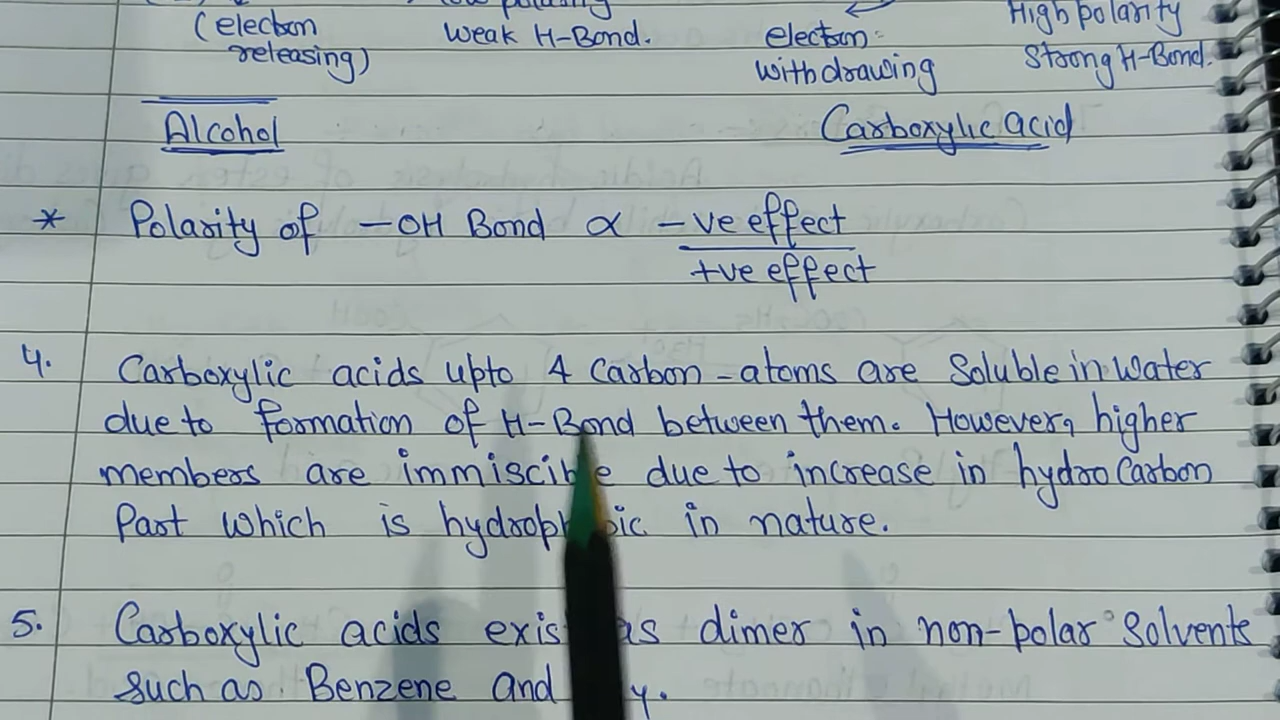 (electron weak H-Bond. electron High polarity
releasing) withdrawing Strong H-Bond.
Alcohol Carboxylic acid
* Polarity of -OH Bond ∝ -ve effect
+ve effect
4. Carboxylic acids upto 4 Carbon-atoms are Soluble in Water
due to formation of H-Bond between them. However, higher
members are immiscible due to increase in hydroCarbon
Part which is in nature.
5. Carboxylic acids as dimer in non-polar Solvents
such as Benzene and